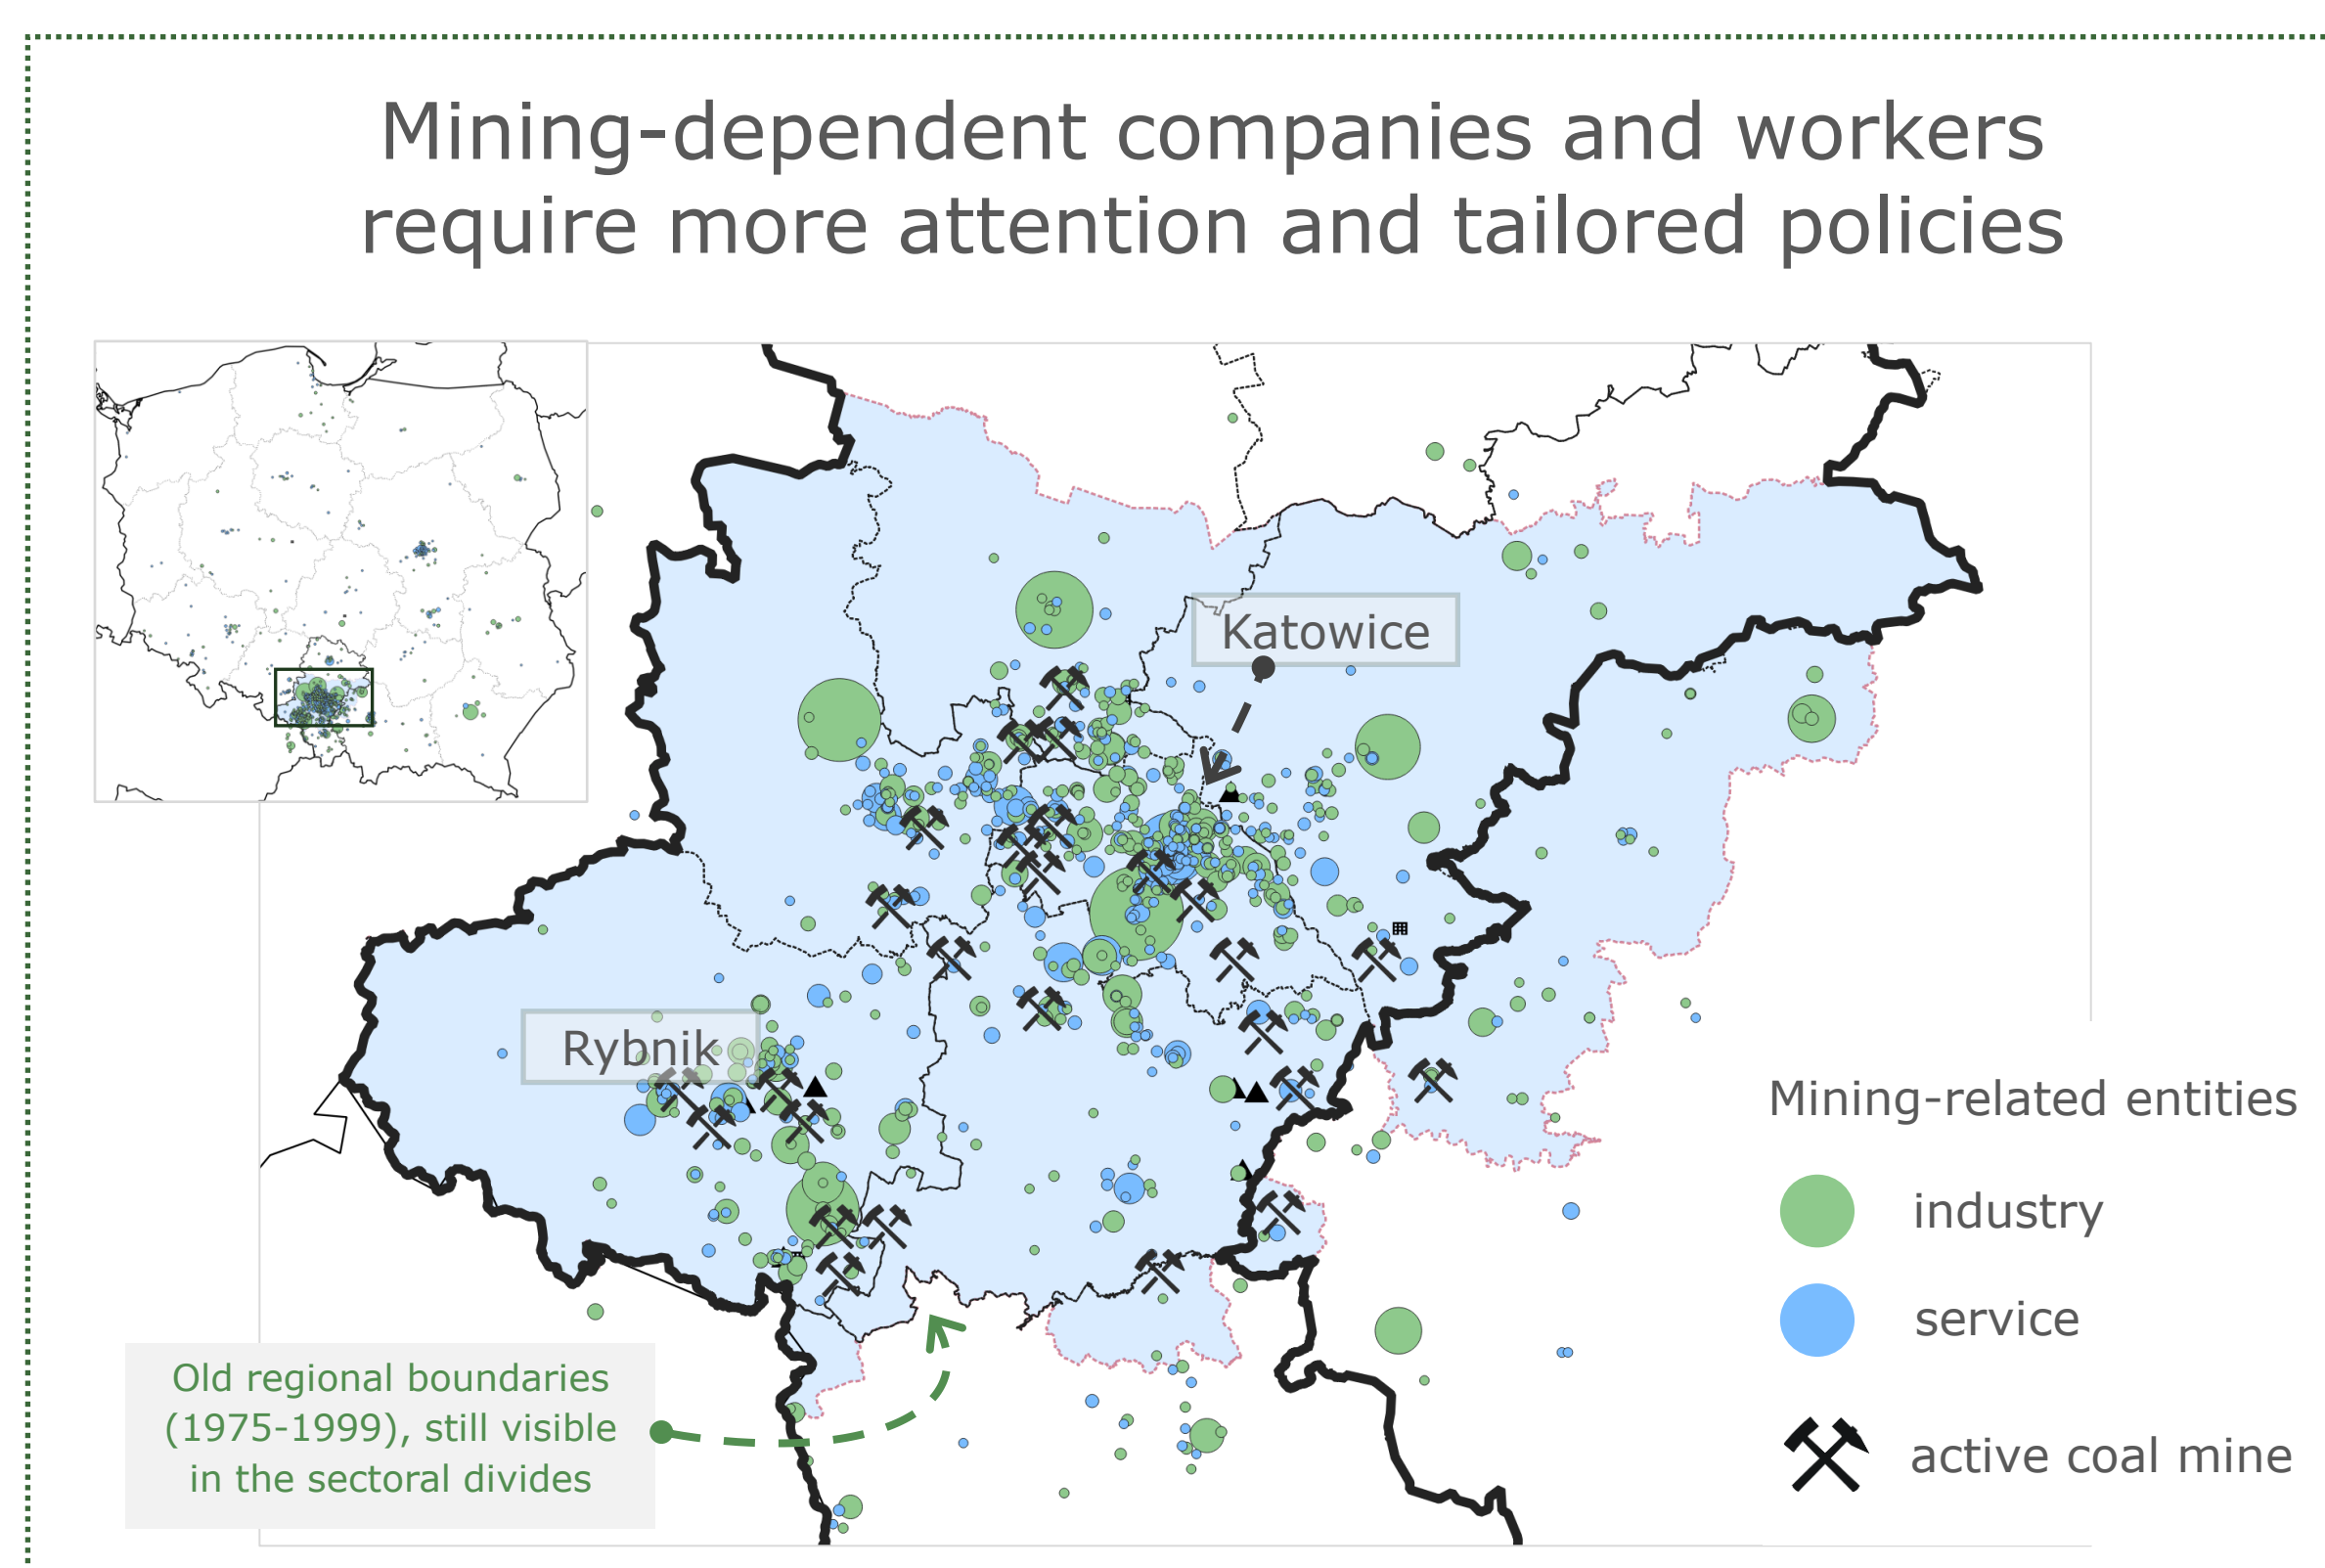 Mining-dependent companies and workers
require more attention and tailored policies
Katowice
Rybnik
Mining-related entities
industry
service
active coal mine
Old regional boundaries
(1975-1999), still visible
in the sectoral divides